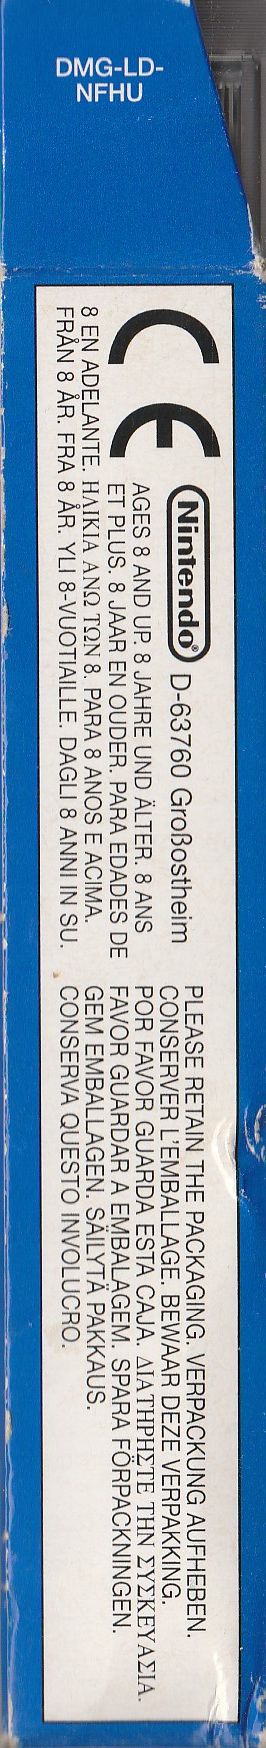 DMG-LD-
NFHU
CE
Nintendo® D-63760 Großostheim
AGES 8 AND UP. 8 JAHRE UND ÄLTER. 8 ANS
ET PLUS. 8 JAAR EN OUDER. PARA EDADES DE
8 EN ADELANTE. ΗΛΙΚΙΑ ΑΝΩ ΤΩΝ 8. PARA 8 ANOS E ACIMA.
FRÅN 8 ÅR. FRA 8 ÅR. YLI 8-VUOTIAILLE. DAGLI 8 ANNI IN SU.
PLEASE RETAIN THE PACKAGING. VERPACKUNG AUFHEBEN.
CONSERVER L'EMBALLAGE. BEWAAR DEZE VERPAKKING.
POR FAVOR GUARDA ESTA CAJA. ΔΙΑΤΗΡΗΣΤΕ ΤΗΝ ΣΥΣΚΕΥΑΣΙΑ.
FAVOR GUARDAR A EMBALAGEM. SPARA FÖRPACKNINGEN.
GEM EMBALLAGEN. SÄILYTÄ PAKKAUS.
CONSERVA QUESTO INVOLUCRO.